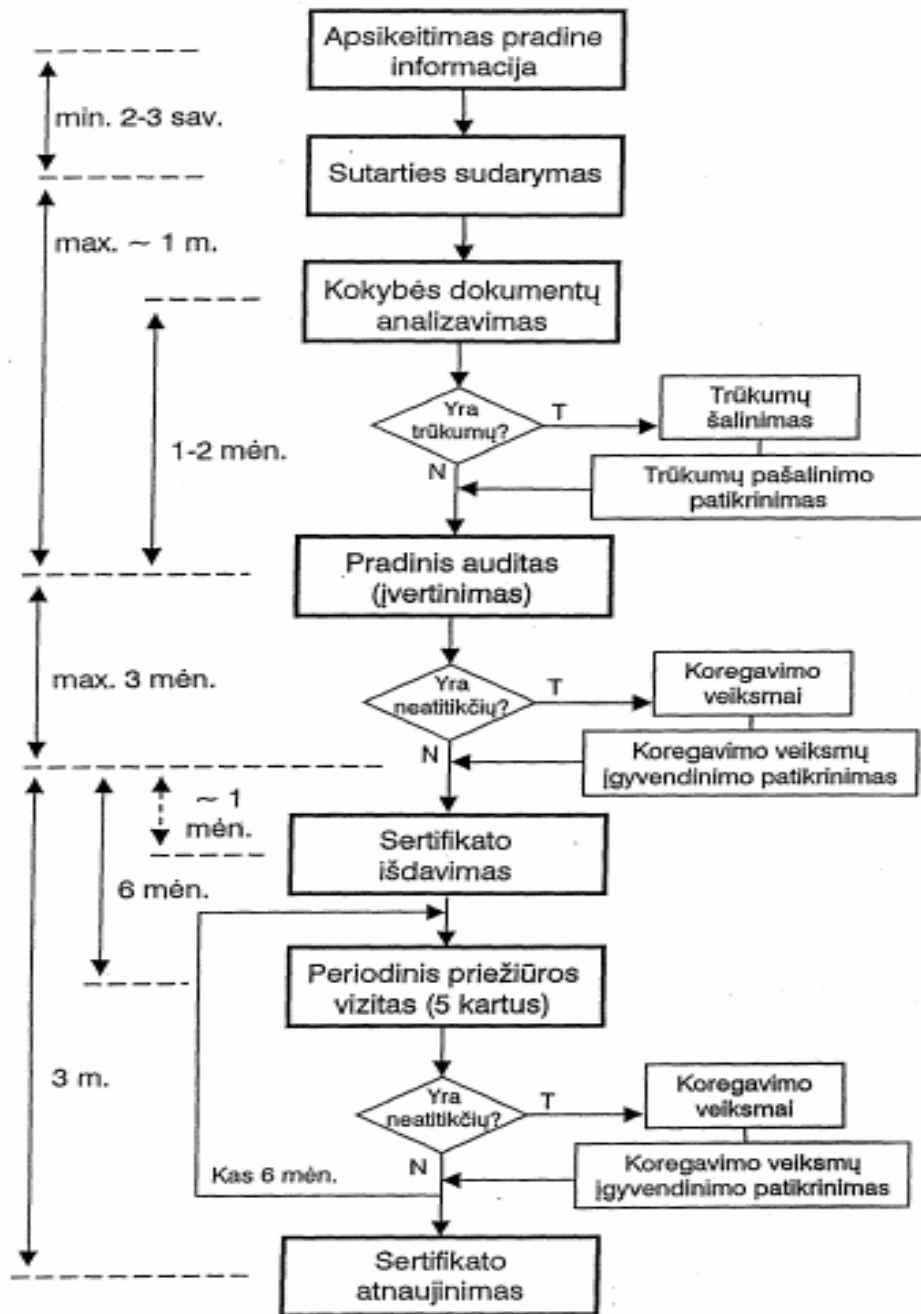 Apsikeitimas pradine
informacija
min. 2-3 sav.
Sutarties sudarymas
max. ~ 1 m.
Kokybės dokumentų
analizavimas
Yra
trūkumų?
T
Trūkumų
šalinimas
1-2 mėn.
N
Trūkumų pašalinimo
patikrinimas
Pradinis auditas
(įvertinimas)
max. 3 mėn.
Yra
neatitikčių?
T
Koregavimo
veiksmai
N
Koregavimo veiksmų
įgyvendinimo patikrinimas
~ 1
mėn.
Sertifikato
išdavimas
6 mėn.
Periodinis priežiūros
vizitas (5 kartus)
3 m.
Yra
neatitikčių?
T
Koregavimo
veiksmai
Kas 6 mėn.
N
Koregavimo veiksmų
įgyvendinimo patikrinimas
Sertifikato
atnaujinimas